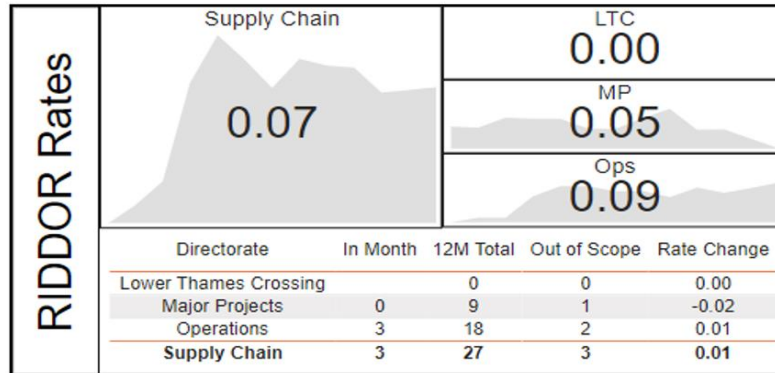 RIDDOR Rates
Supply Chain
0.07
LTC
0.00
MP
0.05
Ops
0.09
Directorate In Month 12M Total Out of Scope Rate Change
Lower Thames Crossing 0 0 0.00
Major Projects 0 9 1 -0.02
Operations 3 18 2 0.01
Supply Chain 3 27 3 0.01